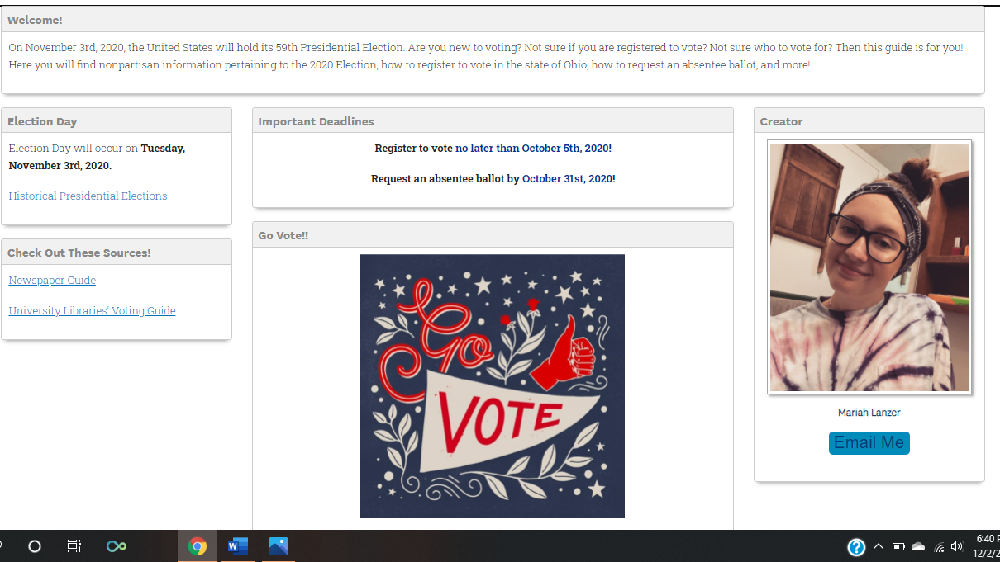 Welcome!
On November 3rd, 2020, the United States will hold its 59th Presidential Election. Are you new to voting? Not sure if you are registered to vote? Not sure who to vote for? Then this guide is for you!
Here you will find nonpartisan information pertaining to the 2020 Election, how to register to vote in the state of Ohio, how to request an absentee ballot, and more!
Election Day
Election Day will occur on Tuesday,
November 3rd, 2020.
Historical Presidential Elections
Check Out These Sources!
Newspaper Guide
University Libraries' Voting Guide
Important Deadlines
Register to vote no later than October 5th, 2020!
Request an absentee ballot by October 31st, 2020!
Go Vote!!
Go
VOTE
Creator
Mariah Lanzer
Email Me
W
?
6:40
12/2/2